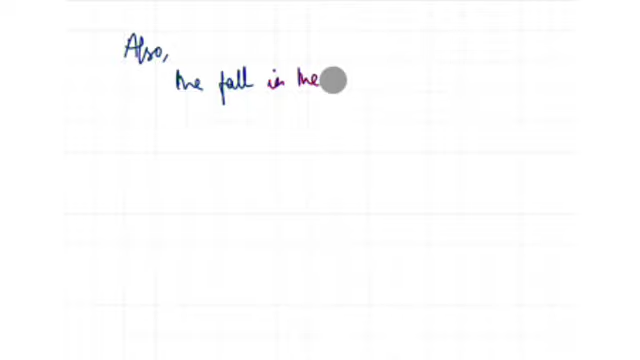 Also,
the fall in the